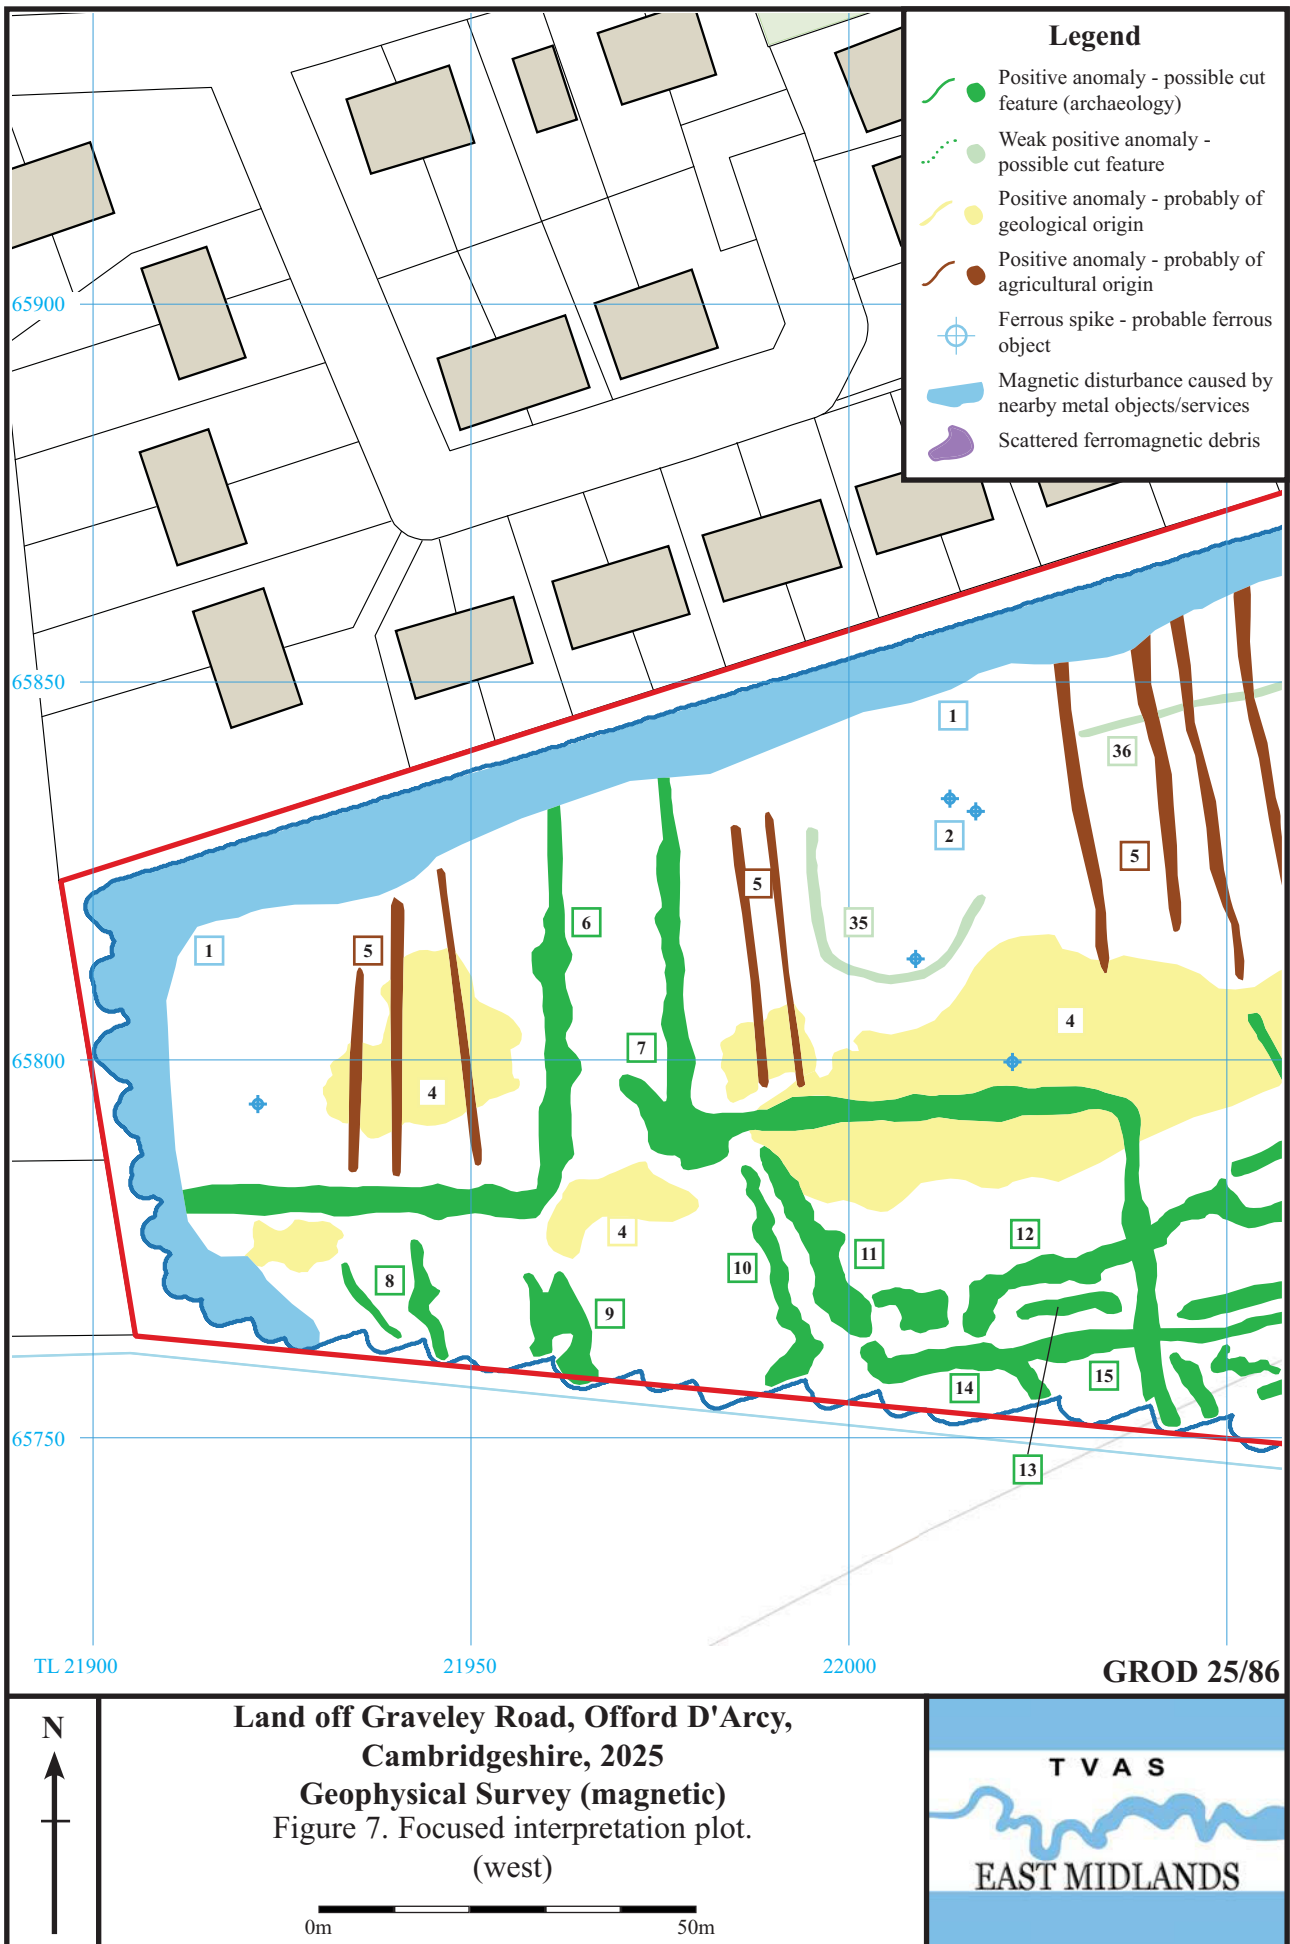 Legend
Positive anomaly - possible cut
feature (archaeology)
Weak positive anomaly -
possible cut feature
Positive anomaly - probably of
geological origin
Positive anomaly - probably of
agricultural origin
Ferrous spike - probable ferrous
object
Magnetic disturbance caused by
nearby metal objects/services
Scattered ferromagnetic debris
65900
65850
1
36
2
5
5
6
35
1
5
4
7
65800
4
4
12
11
10
8
9
15
14
65750
13
TL 21900
21950
22000
GROD 25/86
N
Land off Graveley Road, Offord D'Arcy,
Cambridgeshire, 2025
Geophysical Survey (magnetic)
Figure 7. Focused interpretation plot.
(west)
0m
50m
TVAS
EAST MIDLANDS